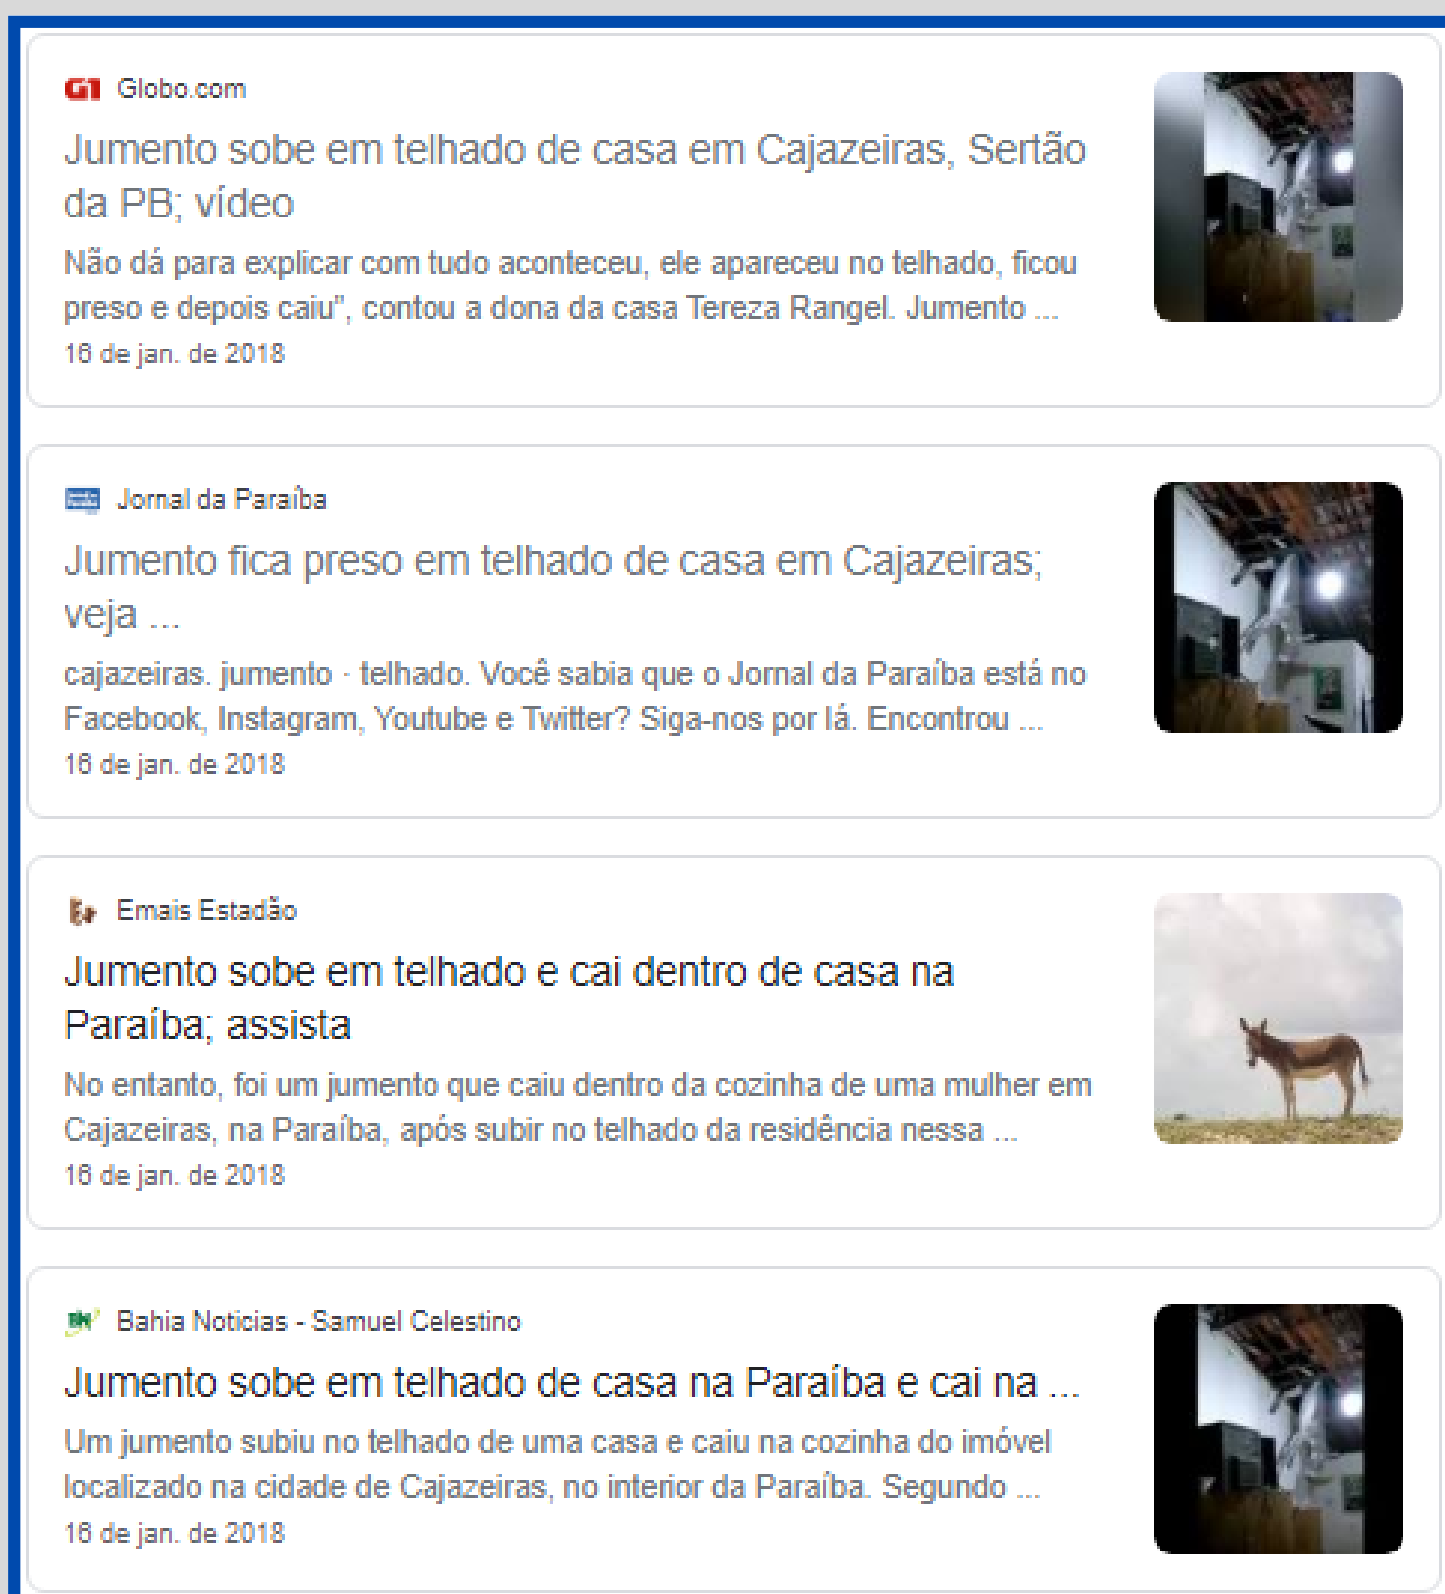 G1 Globo.com
Jumento sobe em telhado de casa em Cajazeiras, Sertão
da PB; vídeo
Não dá para explicar com tudo aconteceu, ele apareceu no telhado, ficou
preso e depois caiu", contou a dona da casa Tereza Rangel. Jumento ...
16 de jan. de 2018
Jornal da Paraíba
Jumento fica preso em telhado de casa em Cajazeiras;
veja ...
cajazeiras. jumento - telhado. Você sabia que o Jornal da Paraíba está no
Facebook, Instagram, Youtube e Twitter? Siga-nos por lá. Encontrou ...
16 de jan. de 2018
Emais Estadão
Jumento sobe em telhado e cai dentro de casa na
Paraíba; assista
No entanto, foi um jumento que caiu dentro da cozinha de uma mulher em
Cajazeiras, na Paraíba, após subir no telhado da residência nessa ...
16 de jan. de 2018
Bahia Noticias - Samuel Celestino
Jumento sobe em telhado de casa na Paraíba e cai na ...
Um jumento subiu no telhado de uma casa e caiu na cozinha do imóvel
localizado na cidade de Cajazeiras, no interior da Paraíba. Segundo ...
16 de jan. de 2018